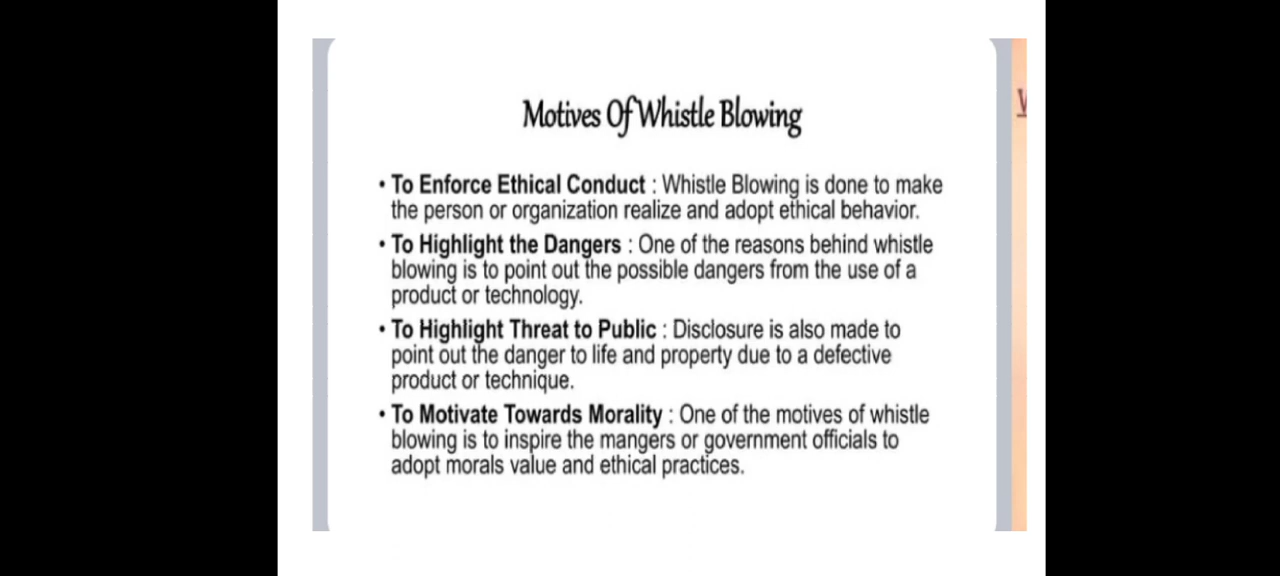 Motives Of Whistle Blowing
• To Enforce Ethical Conduct : Whistle Blowing is done to make
the person or organization realize and adopt ethical behavior.
• To Highlight the Dangers : One of the reasons behind whistle
blowing is to point out the possible dangers from the use of a
product or technology.
• To Highlight Threat to Public : Disclosure is also made to
point out the danger to life and property due to a defective
product or technique.
• To Motivate Towards Morality : One of the motives of whistle
blowing is to inspire the mangers or government officials to
adopt morals value and ethical practices.